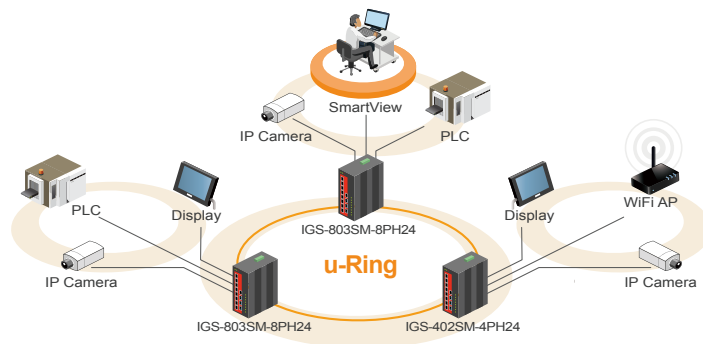 SmartView
IP Camera
PLC
PLC
Display
IGS-803SM-8PH24
Display
WiFi AP
u-Ring
IP Camera
IP Camera
IGS-803SM-8PH24
IGS-402SM-4PH24